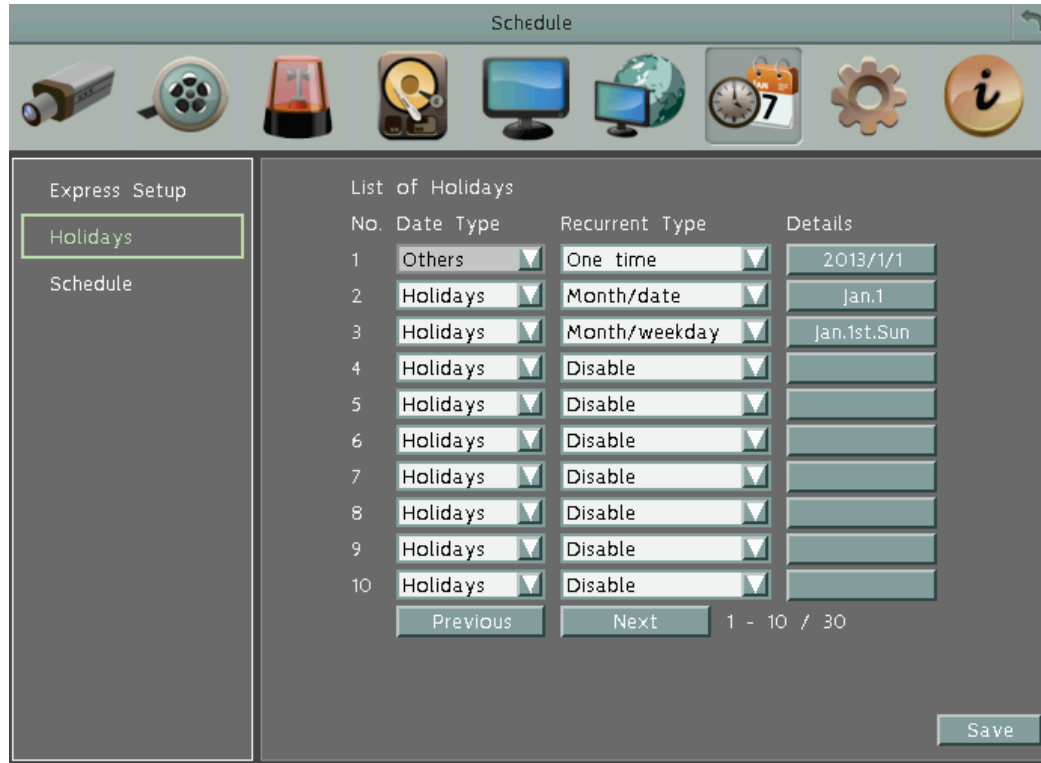 Schedule
JAN
7
i
Express Setup
Holidays
Schedule
List of Holidays
No. Date Type Recurrent Type Details
1 Others One time 2013/1/1
2 Holidays Month/date Jan.1
3 Holidays Month/weekday Jan.1st.Sun
4 Holidays Disable
5 Holidays Disable
6 Holidays Disable
7 Holidays Disable
8 Holidays Disable
9 Holidays Disable
10 Holidays Disable
Previous Next 1 - 10 / 30
Save